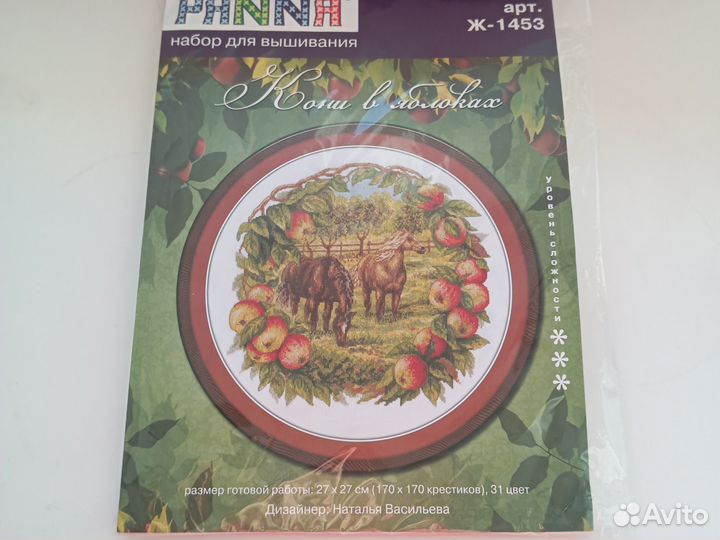 PANNA
арт.
Ж-1453
набор для вышивания
Кони в яблоках
Уровень сложности ***
размер готовой работы: 27 х 27 см (170 х 170 крестиков), 31 цвет
Дизайнер: Наталья Васильева
Avito